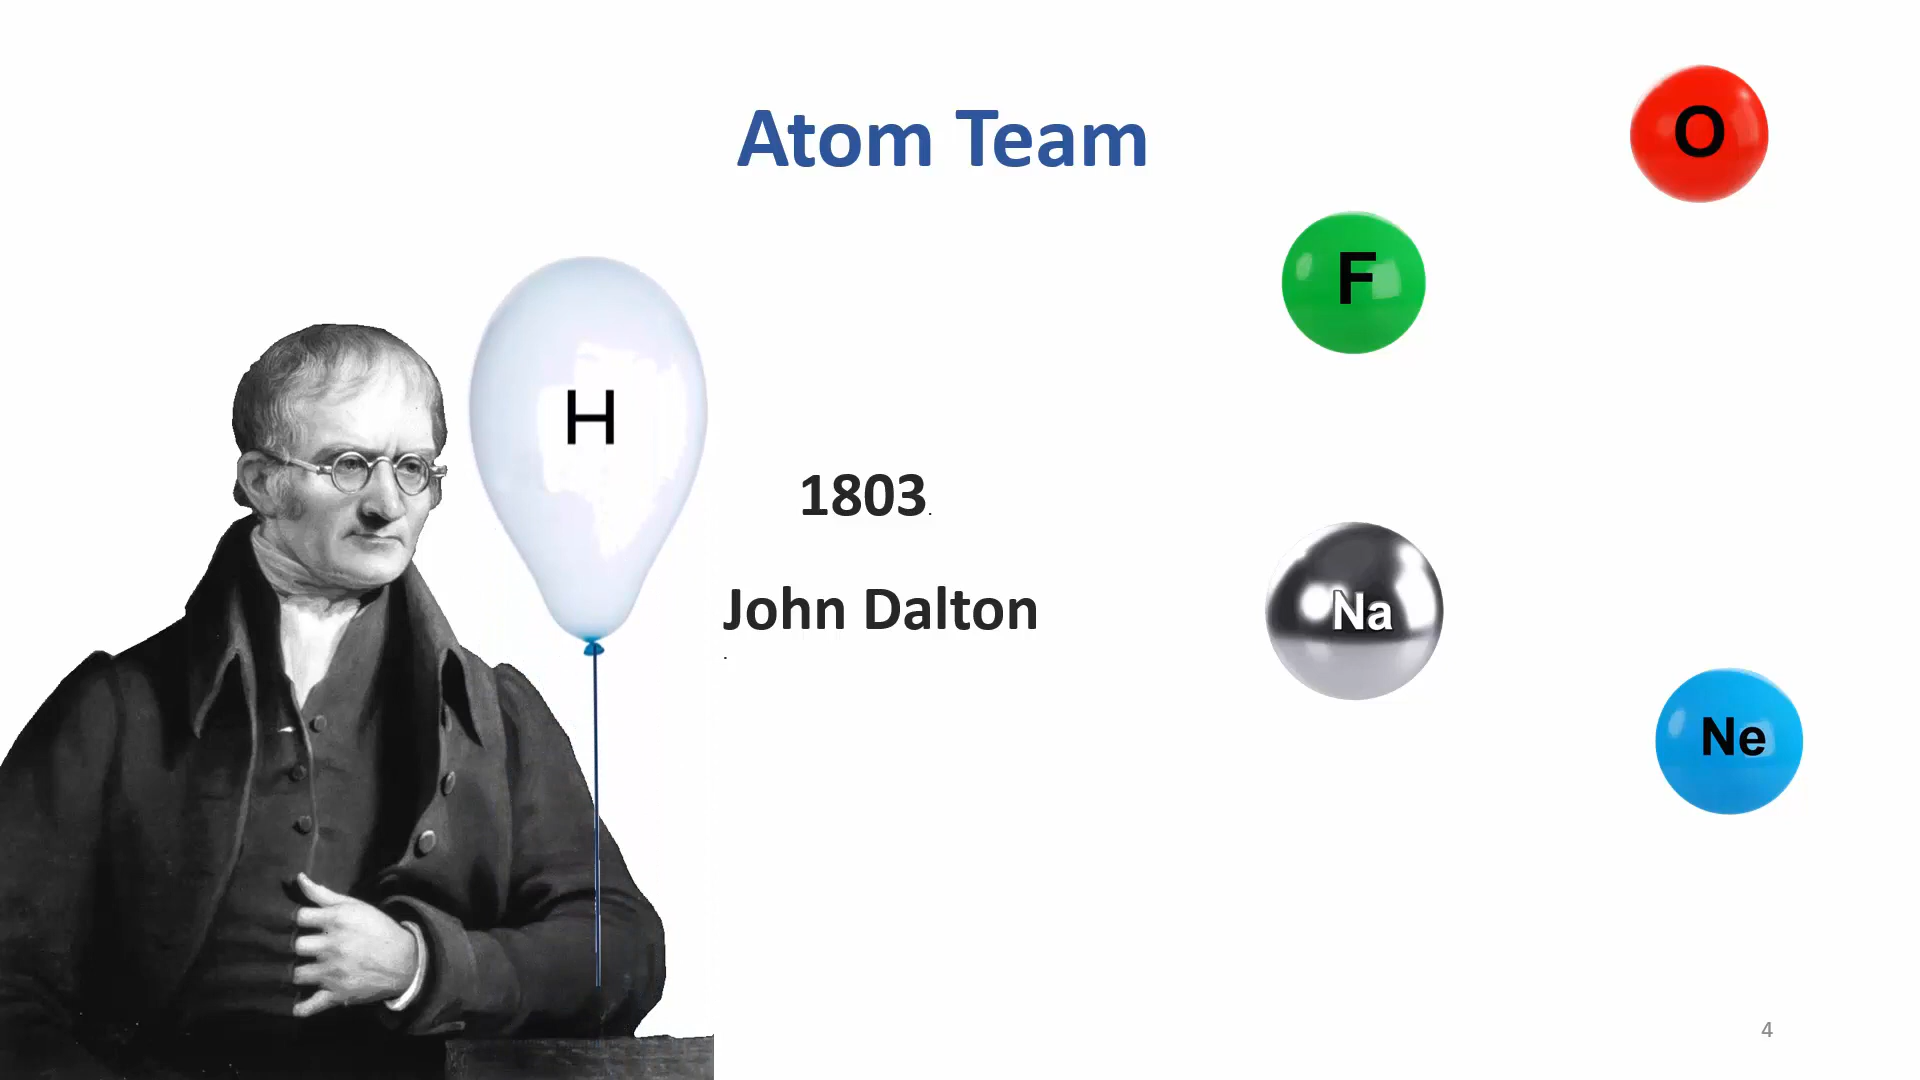 Atom Team
O
F
H
1803.
John Dalton
.
Na
Ne
4